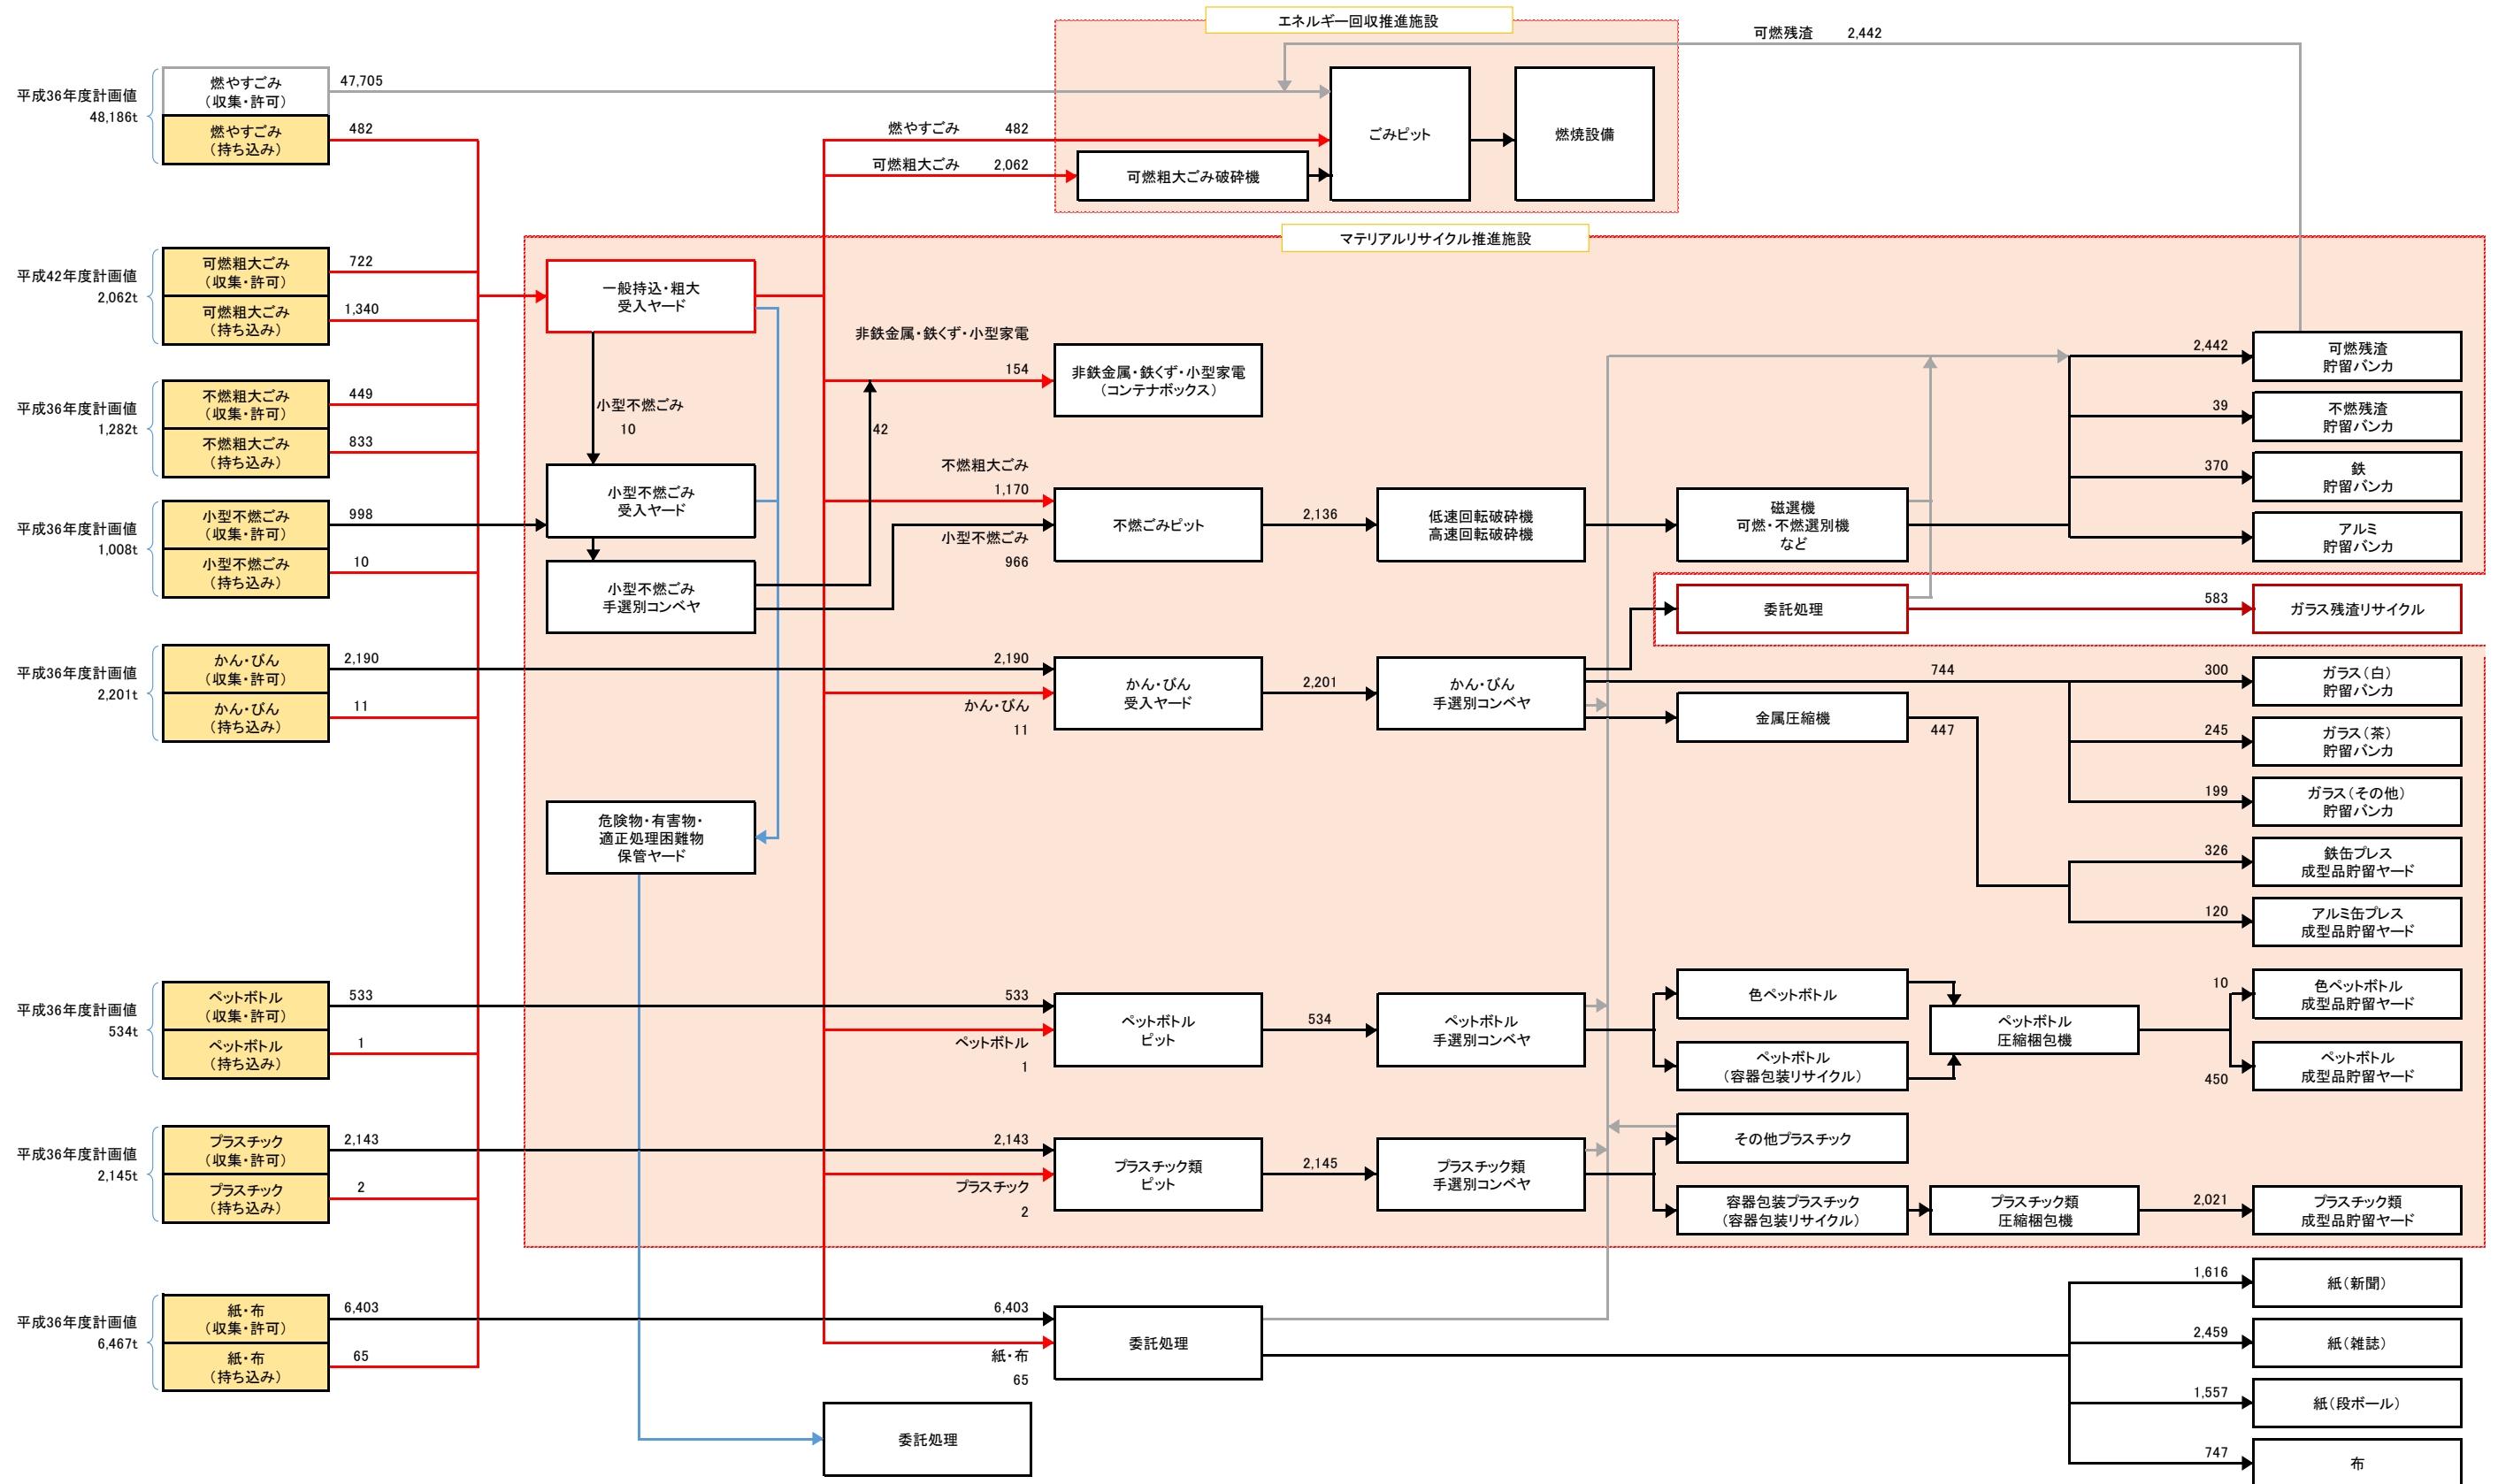 エネルギー回収推進施設
可燃残渣 2,442
平成36年度計画値
48,186t
燃やすごみ
（収集・許可）
47,705
燃やすごみ
（持ち込み）
482
燃やすごみ 482
可燃粗大ごみ 2,062
可燃粗大ごみ破砕機
ごみピット
燃焼設備
マテリアルリサイクル推進施設
平成42年度計画値
2,062t
可燃粗大ごみ
（収集・許可）
722
可燃粗大ごみ
（持ち込み）
1,340
一般持込・粗大
受入ヤード
非鉄金属・鉄くず・小型家電
154
非鉄金属・鉄くず・小型家電
（コンテナボックス）
2,442
可燃残渣
貯留バンカ
平成36年度計画値
1,282t
不燃粗大ごみ
（収集・許可）
449
不燃粗大ごみ
（持ち込み）
833
小型不燃ごみ
10
42
39
不燃残渣
貯留バンカ
370
鉄
貯留バンカ
アルミ
貯留バンカ
平成36年度計画値
1,008t
小型不燃ごみ
（収集・許可）
998
小型不燃ごみ
（持ち込み）
10
小型不燃ごみ
受入ヤード
小型不燃ごみ
手選別コンベヤ
不燃粗大ごみ
1,170
小型不燃ごみ
966
不燃ごみピット
2,136
低速回転破砕機
高速回転破砕機
磁選機
可燃・不燃選別機
など
委託処理
583
ガラス残渣リサイクル
平成36年度計画値
2,201t
かん・びん
（収集・許可）
2,190
かん・びん
（持ち込み）
11
2,190
かん・びん
11
かん・びん
受入ヤード
2,201
かん・びん
手選別コンベヤ
金属圧縮機
744
447
300
ガラス（白）
貯留バンカ
245
ガラス（茶）
貯留バンカ
199
ガラス（その他）
貯留バンカ
326
鉄缶プレス
成型品貯留ヤード
120
アルミ缶プレス
成型品貯留ヤード
危険物・有害物・
適正処理困難物
保管ヤード
平成36年度計画値
534t
ペットボトル
（収集・許可）
533
ペットボトル
（持ち込み）
1
533
ペットボトル
1
ペットボトル
ピット
534
ペットボトル
手選別コンベヤ
色ペットボトル
ペットボトル
（容器包装リサイクル）
ペットボトル
圧縮梱包機
10
色ペットボトル
成型品貯留ヤード
450
ペットボトル
成型品貯留ヤード
平成36年度計画値
2,145t
プラスチック
（収集・許可）
2,143
プラスチック
（持ち込み）
2
2,143
プラスチック
2
プラスチック類
ピット
2,145
プラスチック類
手選別コンベヤ
その他プラスチック
容器包装プラスチック
（容器包装リサイクル）
プラスチック類
圧縮梱包機
2,021
プラスチック類
成型品貯留ヤード
平成36年度計画値
6,467t
紙・布
（収集・許可）
6,403
紙・布
（持ち込み）
65
6,403
紙・布
65
委託処理
1,616
紙（新聞）
2,459
紙（雑誌）
1,557
紙（段ボール）
747
布
委託処理